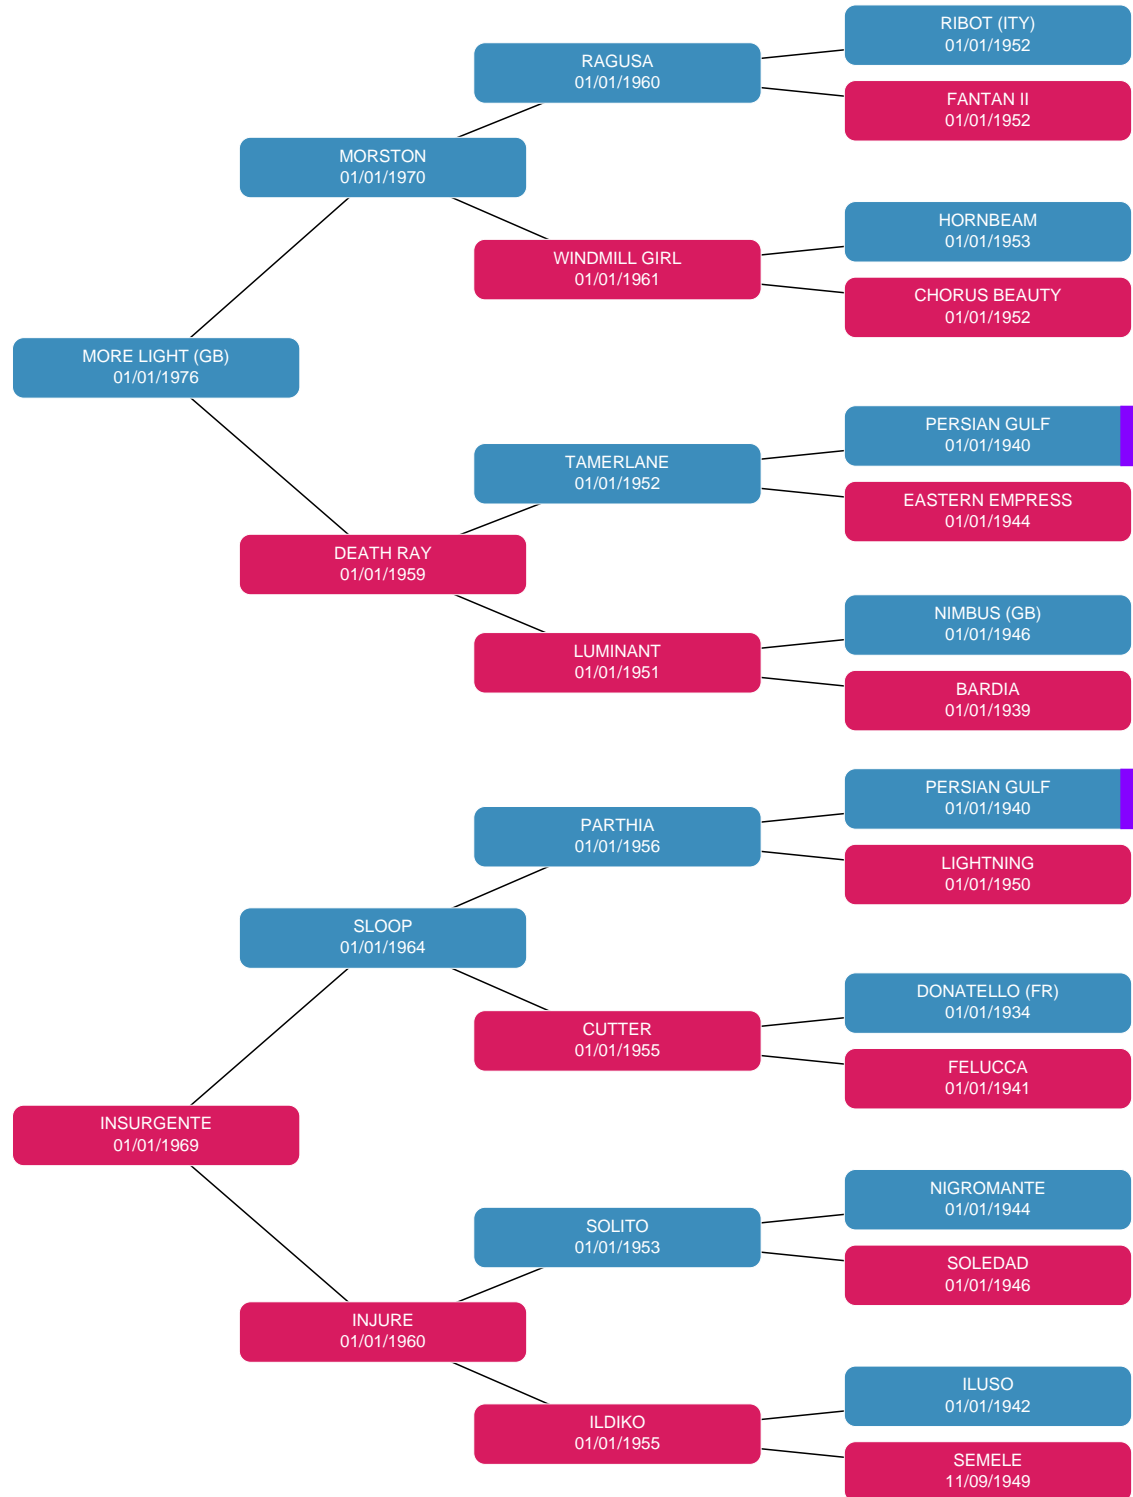 RIBOT (ITY)
01/01/1952
RAGUSA
01/01/1960
FANTAN II
01/01/1952
MORSTON
01/01/1970
HORNBEAM
01/01/1953
WINDMILL GIRL
01/01/1961
CHORUS BEAUTY
01/01/1952
MORE LIGHT (GB)
01/01/1976
PERSIAN GULF
01/01/1940
TAMERLANE
01/01/1952
EASTERN EMPRESS
01/01/1944
DEATH RAY
01/01/1959
NIMBUS (GB)
01/01/1946
LUMINANT
01/01/1951
BARDIA
01/01/1939
PERSIAN GULF
01/01/1940
PARTHIA
01/01/1956
LIGHTNING
01/01/1950
SLOOP
01/01/1964
DONATELLO (FR)
01/01/1934
CUTTER
01/01/1955
FELUCCA
01/01/1941
INSURGENTE
01/01/1969
NIGROMANTE
01/01/1944
SOLITO
01/01/1953
SOLEDAD
01/01/1946
INJURE
01/01/1960
ILUSO
01/01/1942
ILDIKO
01/01/1955
SEMELE
11/09/1949